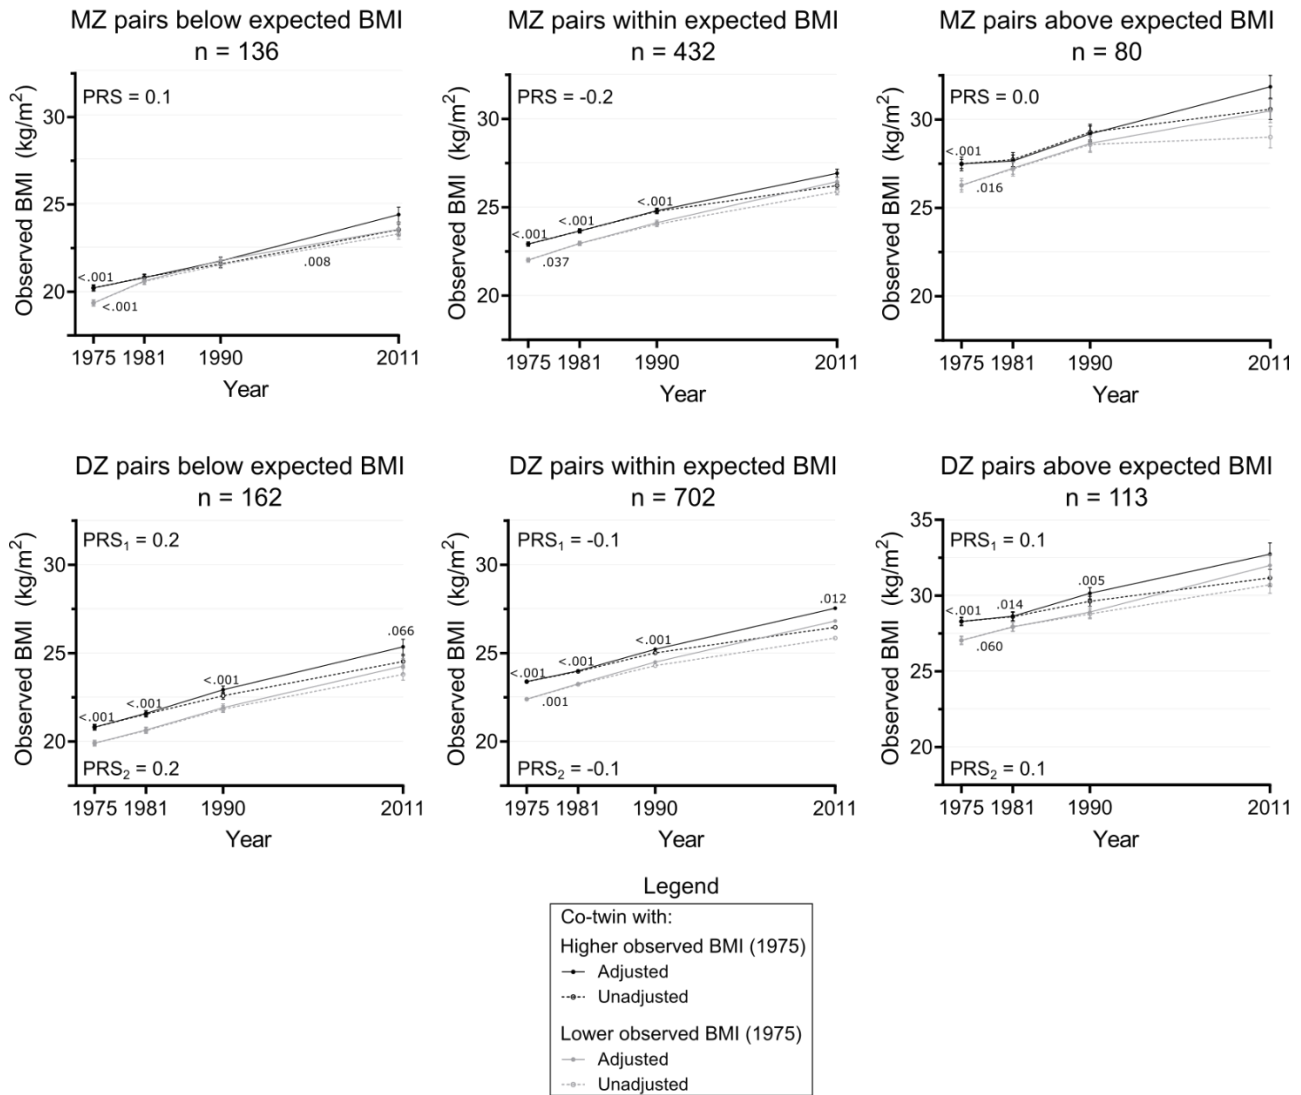 MZ pairs below expected BMI
n = 136
PRS = 0.1
Observed BMI (kg/m²)
30
25
20
<.001
<.001
.008
1975 1981 1990 2011
Year
MZ pairs within expected BMI
n = 432
PRS = -0.2
Observed BMI (kg/m²)
30
25
20
<.001
<.001
<.001
.037
1975 1981 1990 2011
Year
MZ pairs above expected BMI
n = 80
PRS = 0.0
Observed BMI (kg/m²)
30
25
20
<.001
.016
1975 1981 1990 2011
Year
DZ pairs below expected BMI
n = 162
PRS₁ = 0.2
Observed BMI (kg/m²)
30
25
20
<.001
<.001
<.001
.066
PRS₂ = 0.2
1975 1981 1990 2011
Year
DZ pairs within expected BMI
n = 702
PRS₁ = -0.1
Observed BMI (kg/m²)
30
25
20
<.001
<.001
<.001
.012
.001
PRS₂ = -0.1
1975 1981 1990 2011
Year
DZ pairs above expected BMI
n = 113
PRS₁ = 0.1
Observed BMI (kg/m²)
35
30
25
20
<.001
.014
.005
.060
PRS₂ = 0.1
1975 1981 1990 2011
Year
Legend
Co-twin with:
Higher observed BMI (1975)
Adjusted
Unadjusted
Lower observed BMI (1975)
Adjusted
Unadjusted